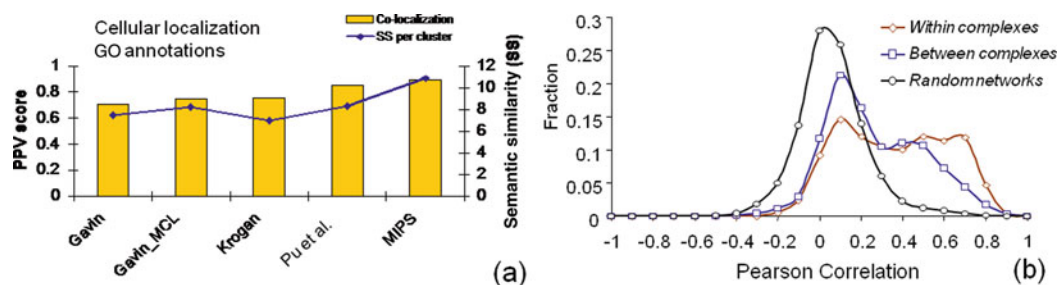 Cellular localization
GO annotations
Co-localization
SS per cluster
PPV score
1
0.8
0.6
0.4
0.2
0
12
10
8
6
4
2
0
Semantic similarity (SS)
Gavin
Gavin_MCL
Krogan
Pu et al.
MIPS
(a)
Fraction
0.3
0.25
0.2
0.15
0.1
0.05
0
Within complexes
Between complexes
Random networks
-1 -0.8 -0.6 -0.4 -0.2 0 0.2 0.4 0.6 0.8 1
Pearson Correlation
(b)